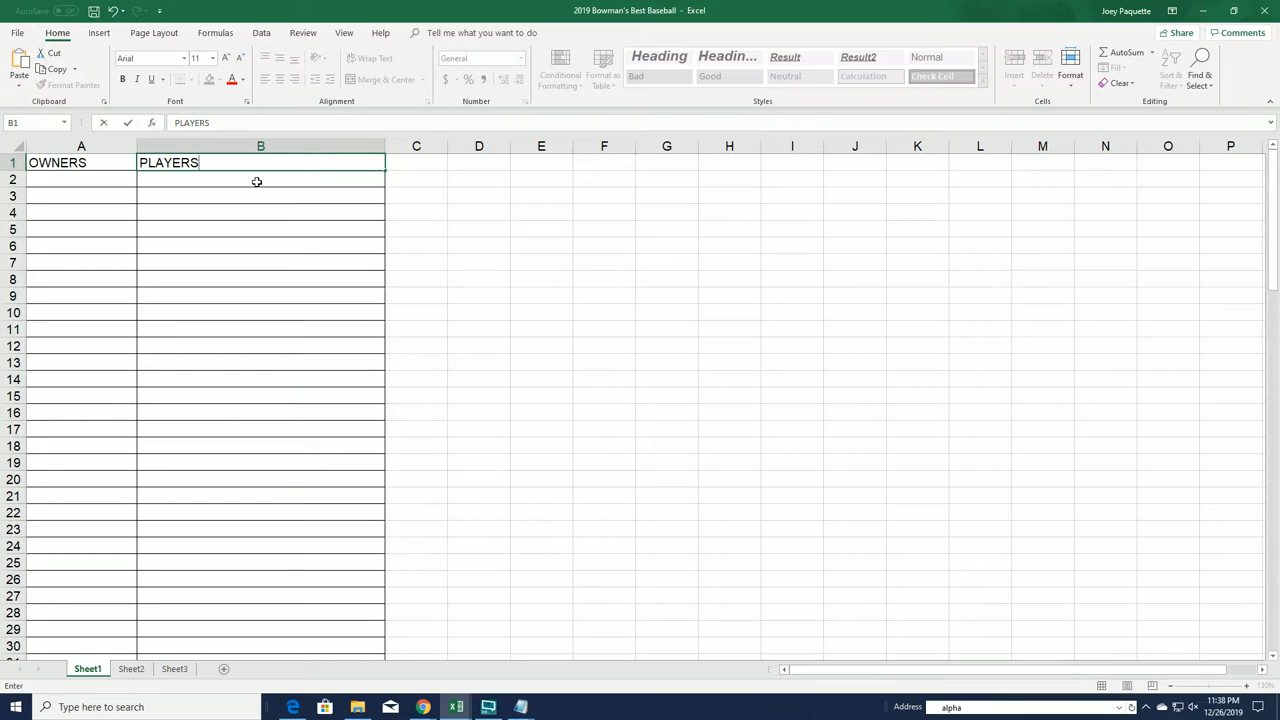 AutoSave Off 2019 Bowman's Best Baseball - Excel Joey Paquette
File Home Insert Page Layout Formulas Data Review View Help Tell me what you want to do Share Comments
Paste Cut Copy Format Painter Clipboard
Arial 11 B I U A Font
Wrap Text Merge & Center Alignment
General $ % Number
Conditional Formatting Format as Table Heading Headin... Result Result2 Normal
Bad Good Neutral Calculation Check Cell Styles
Insert Delete Format Cells
AutoSum Fill Clear Sort & Filter Find & Select Editing
B1 fx PLAYERS
A B C D E F G H I J K L M N O P
1 OWNERS PLAYERS
2
3
4
5
6
7
8
9
10
11
12
13
14
15
16
17
18
19
20
21
22
23
24
25
26
27
28
29
30
Sheet1 Sheet2 Sheet3
Enter 130%
Type here to search Address alpha 11:38 PM
12/26/2019